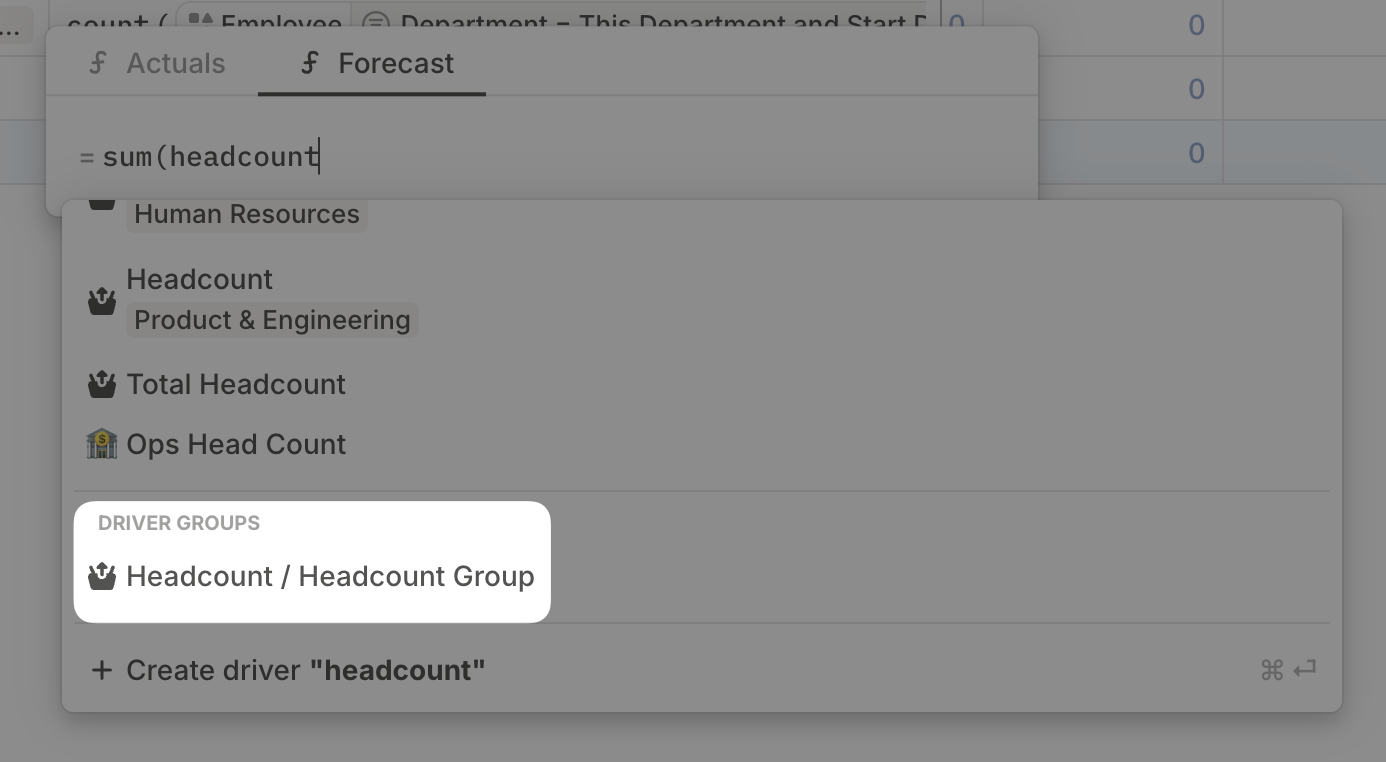 ... count( Employee Department = This Department and Start D 0 0
Actuals Forecast
0
= sum(headcount
0
Human Resources
Headcount
Product & Engineering
Total Headcount
Ops Head Count
DRIVER GROUPS
Headcount / Headcount Group
+ Create driver "headcount" ⌘ ↵